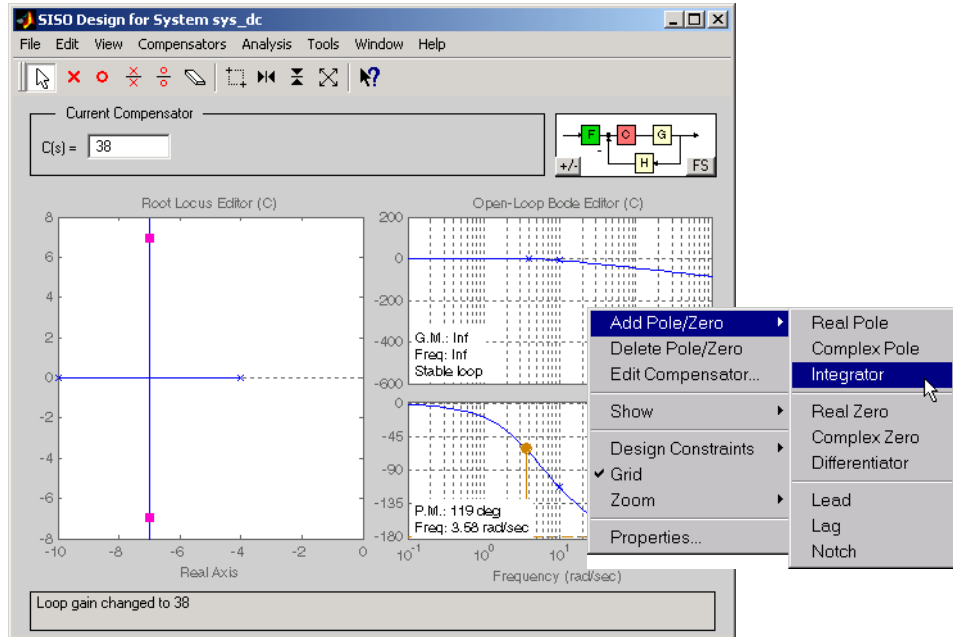 SISO Design for System sys_dc
File Edit View Compensators Analysis Tools Window Help
Current Compensator
C(s) = 38
F C G
H
+/- FS
Root Locus Editor (C)
8
6
4
2
0
-2
-4
-6
-8
-10 -8 -6 -4 -2 0
Real Axis
Open-Loop Bode Editor (C)
200
0
-200
-400
-600
G.M.: Inf
Freq: Inf
Stable loop
0
-45
-90
-135
-180
P.M.: 119 deg
Freq: 3.58 rad/sec
10-1 100 101
Frequency (rad/sec)
Add Pole/Zero
Delete Pole/Zero
Edit Compensator...
Show
Design Constraints
Grid
Zoom
Properties...
Real Pole
Complex Pole
Integrator
Real Zero
Complex Zero
Differentiator
Lead
Lag
Notch
Loop gain changed to 38